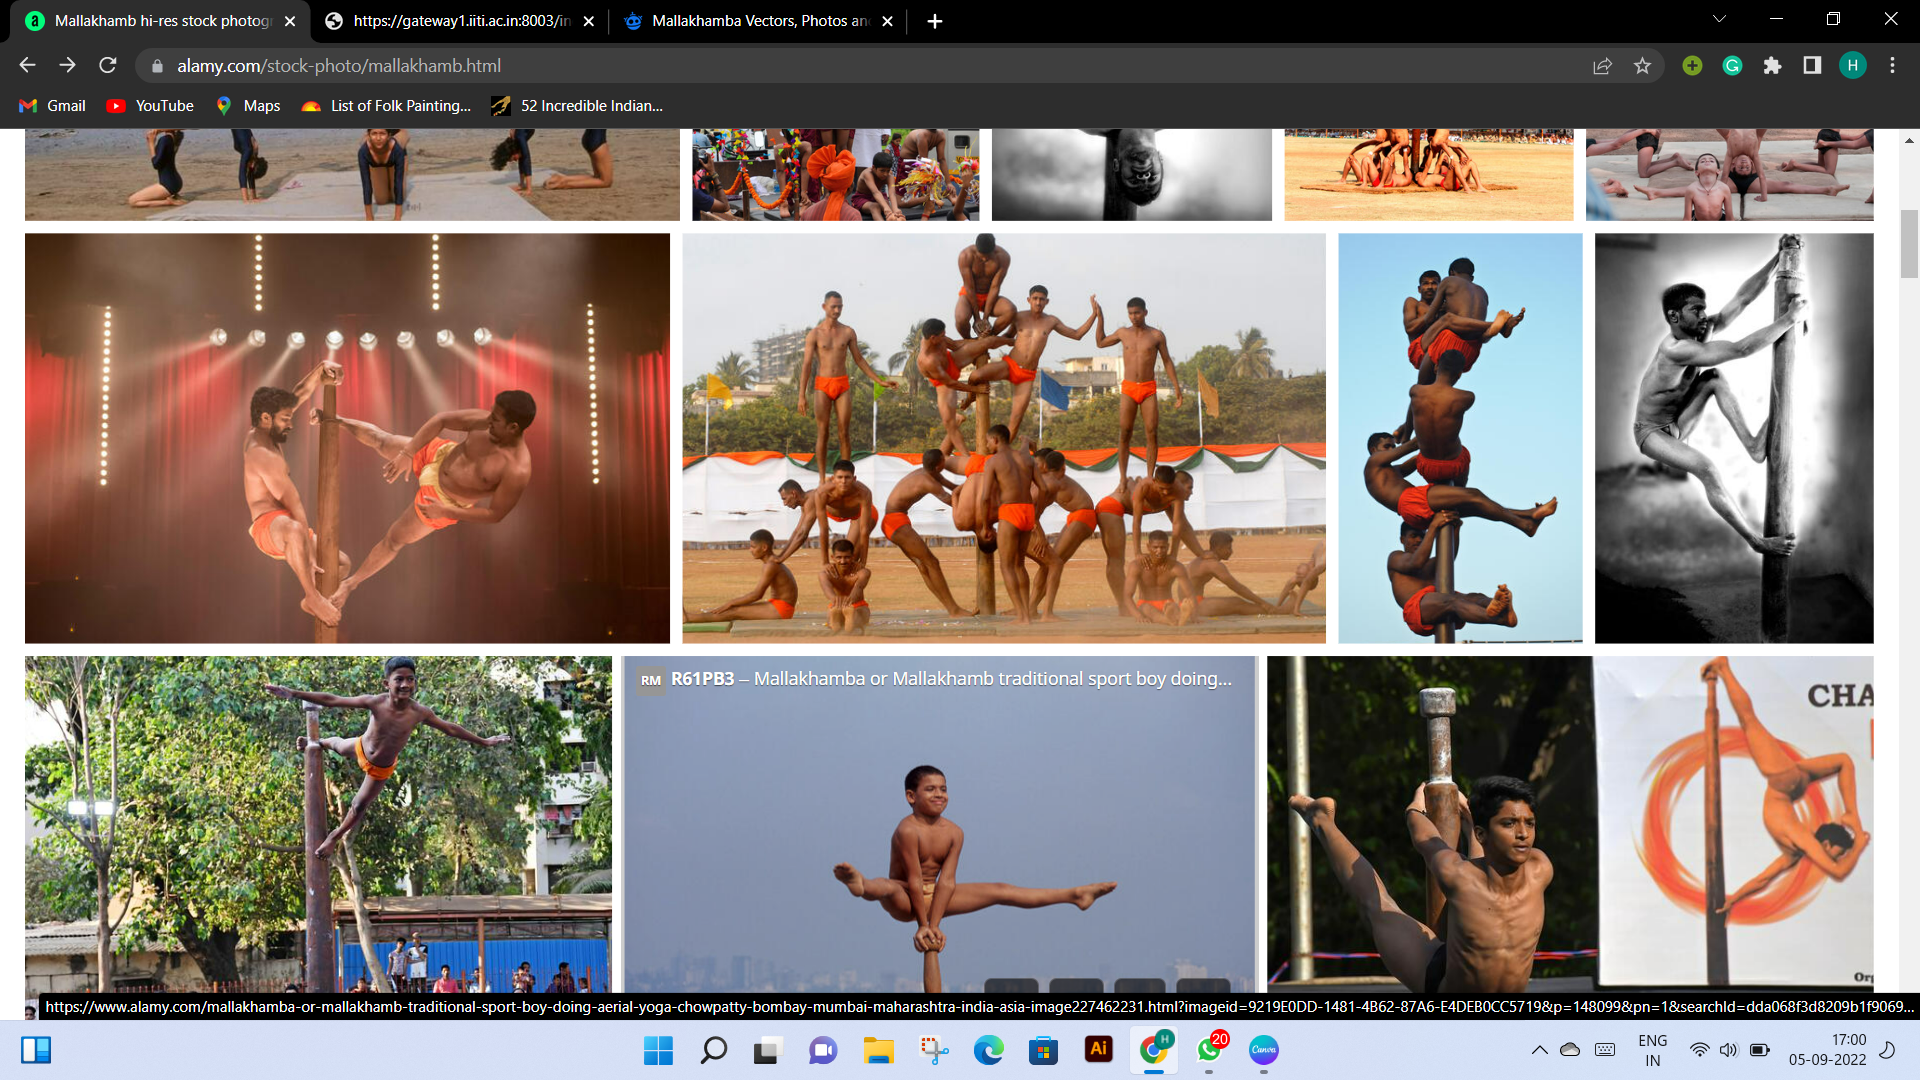 Mallakhamb hi-res stock photogr
https://gateway1.iiti.ac.in:8003/in
Mallakhamba Vectors, Photos an
alamy.com/stock-photo/mallakhamb.html
H
Gmail
YouTube
Maps
List of Folk Painting...
52 Incredible Indian...
RM R61PB3 – Mallakhamba or Mallakhamb traditional sport boy doing...
CHA
Org
https://www.alamy.com/mallakhamba-or-mallakhamb-traditional-sport-boy-doing-aerial-yoga-chowpatty-bombay-mumbai-maharashtra-india-asia-image227462231.html?imageid=9219E0DD-1481-4B62-87A6-E4DEB0CC5719&p=148099&pn=1&searchId=dda068f3d8209b1f9069...
Ai
H
20
Canva
ENG
IN
17:00
05-09-2022